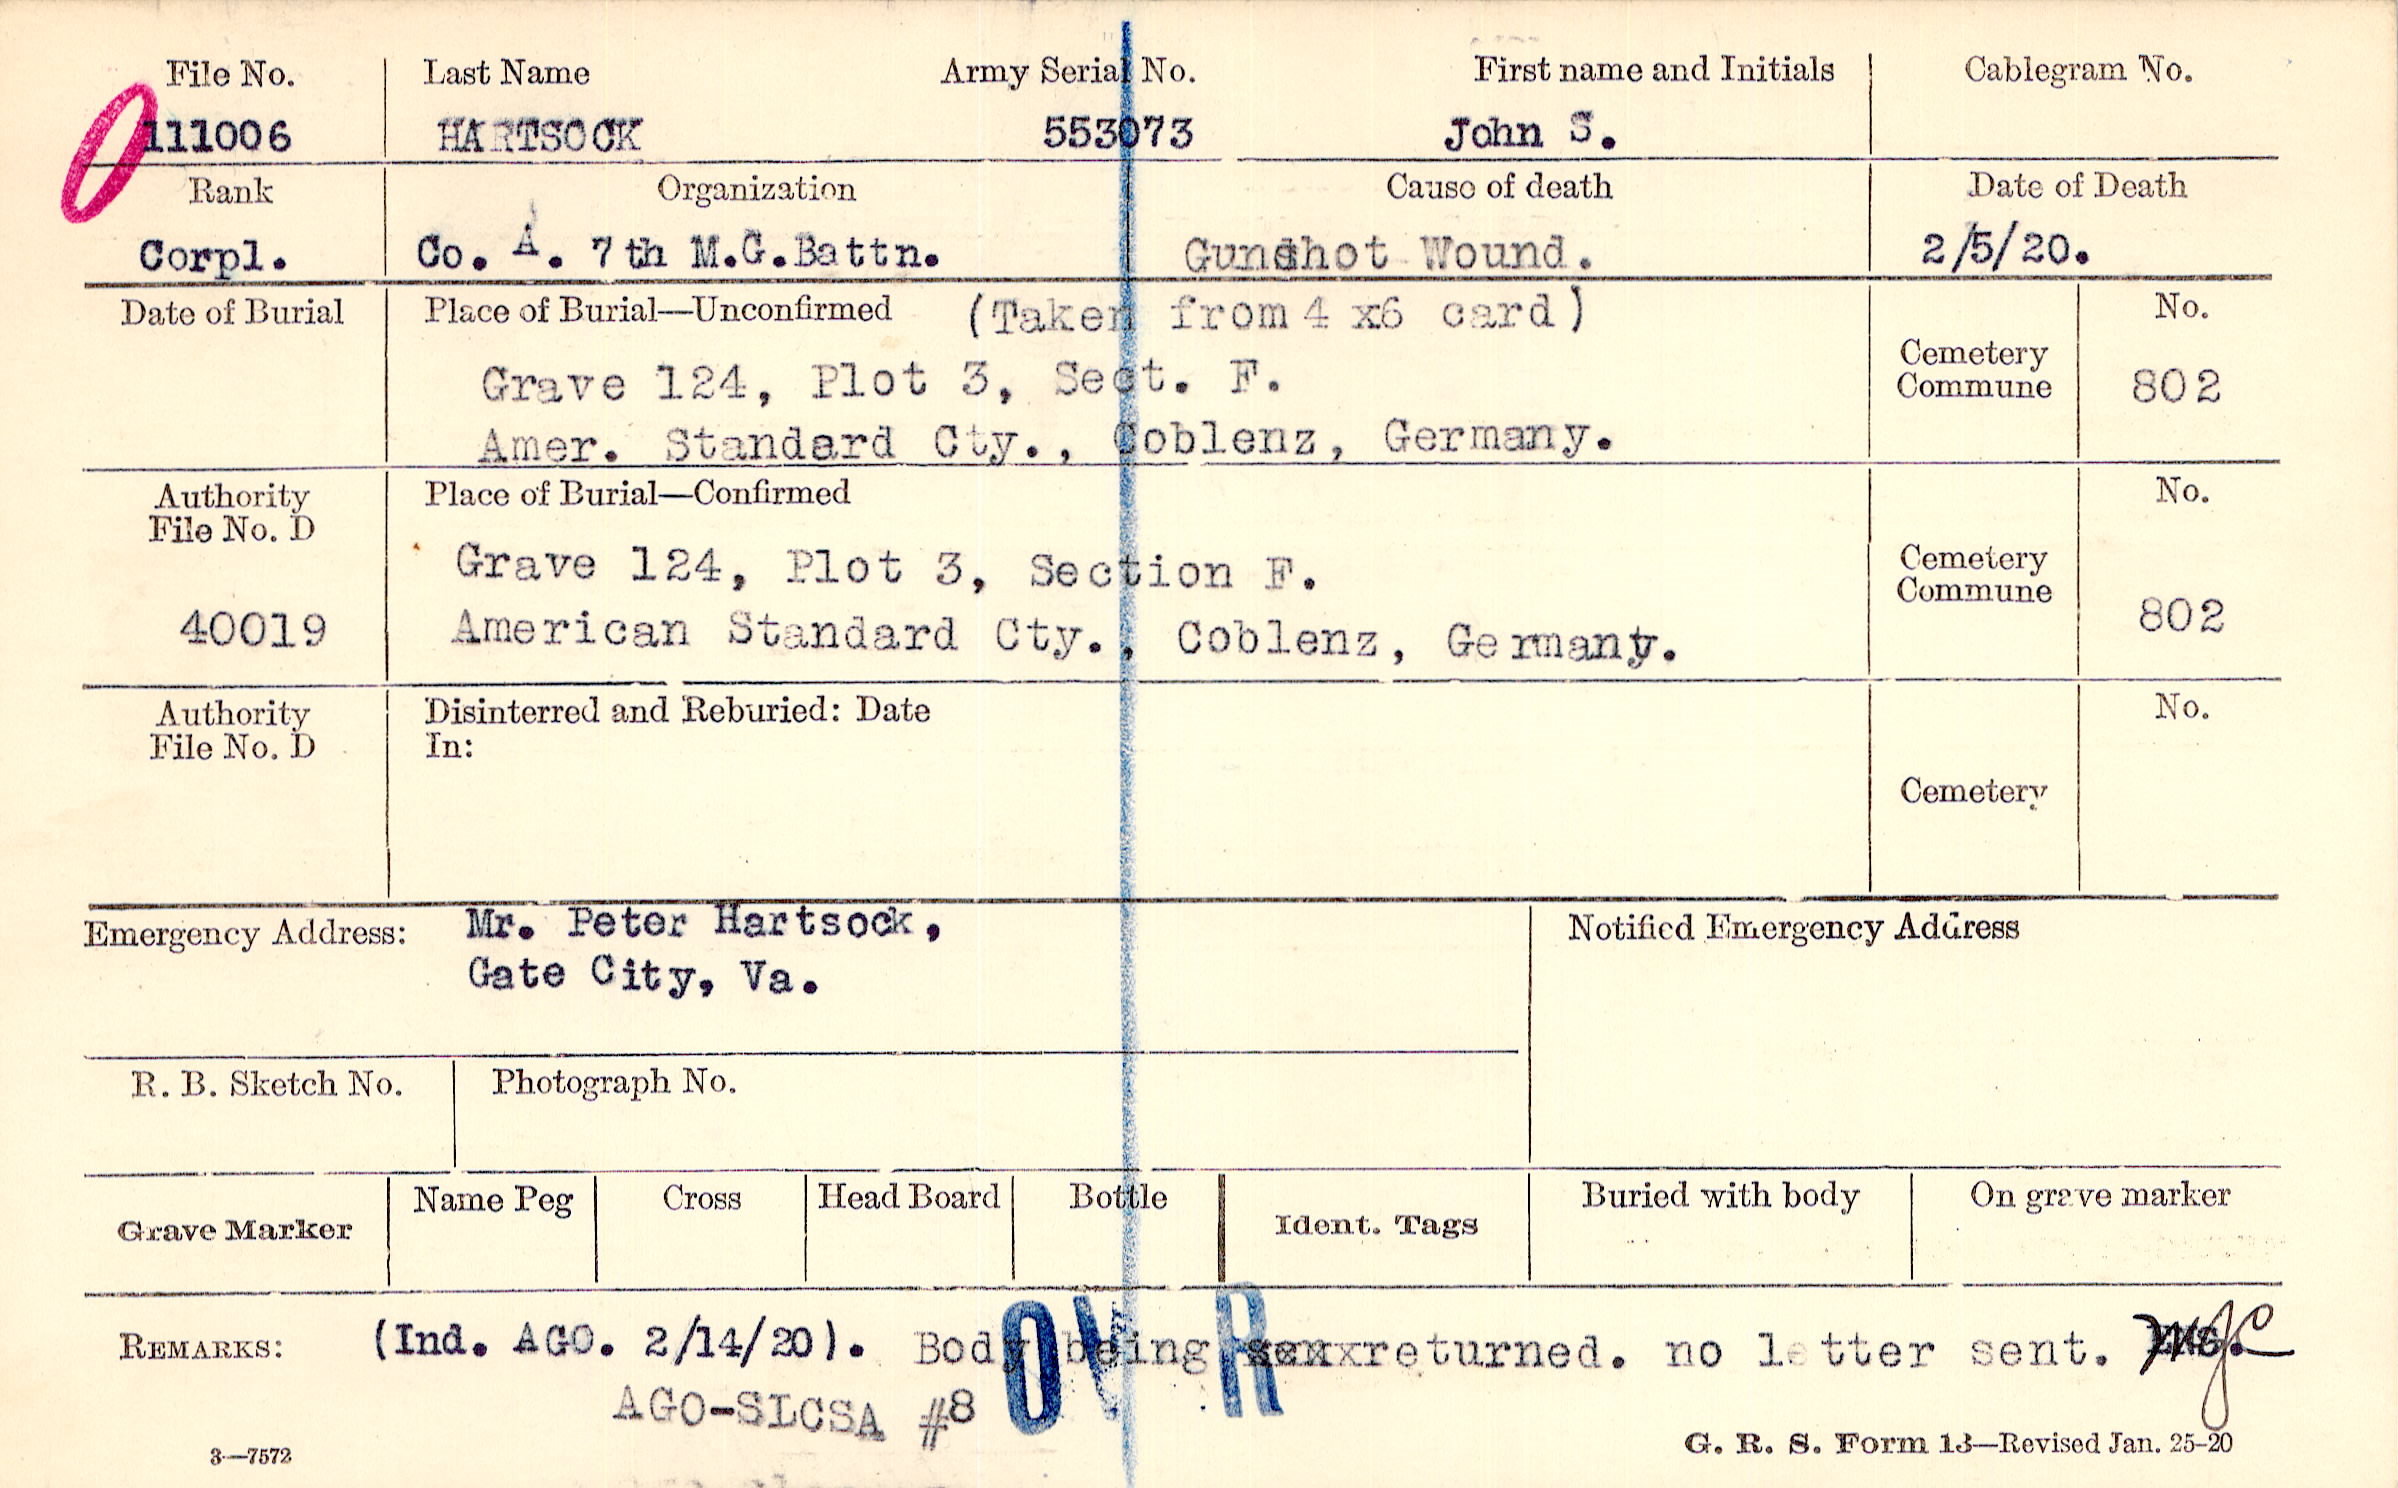 File No. Last Name Army Serial No. First name and Initials Cablegram No.
111006 HARTSOCK 553073 John S.
Rank Organization Cause of death Date of Death
Corpl. Co. A. 7th M.G.Battn. Gunshot Wound. 2/5/20.
Date of Burial Place of Burial—Unconfirmed (Taken from 4 x6 card) No.
Grave 124, Plot 3, Sect. F. Cemetery Commune 802
Amer. Standard Cty., Coblenz, Germany.
Authority File No. D Place of Burial—Confirmed No.
Grave 124, Plot 3, Section F. Cemetery Commune
40019 American Standard Cty., Coblenz, Germany. 802
Authority Disinterred and Reburied: Date No.
File No. D In:
Cemetery
Emergency Address: Mr. Peter Hartsock, Notified Emergency Address
Gate City, Va.
R. B. Sketch No. Photograph No.
Grave Marker Name Peg Cross Head Board Bottle Ident. Tags Buried with body On grave marker
REMARKS: (Ind. AGO. 2/14/20). Body being returned. no letter sent.
OV R
AGO-SLCSA #8
3—7572 G. R. S. Form 13—Revised Jan. 25-20